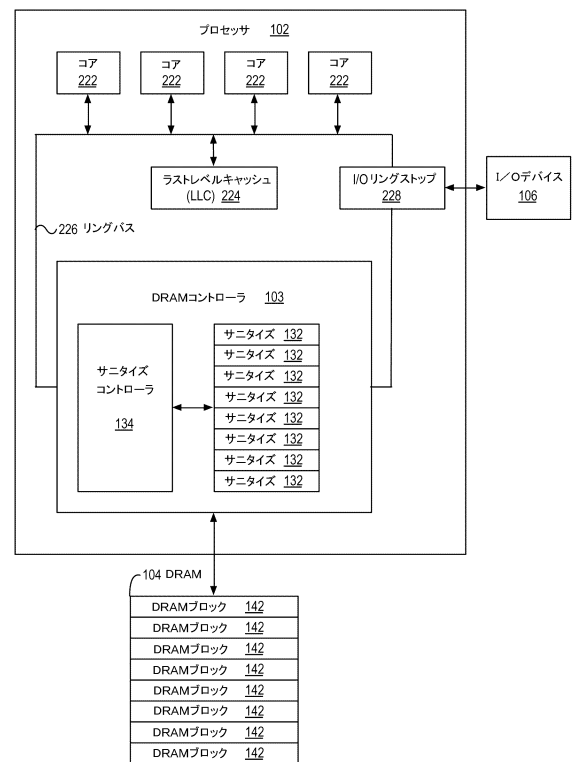 プロセッサ 102
コア
222
コア
222
コア
222
コア
222
ラストレベルキャッシュ
(LLC) 224
I/Oリングストップ
228
I/Oデバイス
106
226 リングバス
DRAMコントローラ 103
サニタイズ
コントローラ
134
サニタイズ 132
サニタイズ 132
サニタイズ 132
サニタイズ 132
サニタイズ 132
サニタイズ 132
サニタイズ 132
サニタイズ 132
104 DRAM
DRAMブロック 142
DRAMブロック 142
DRAMブロック 142
DRAMブロック 142
DRAMブロック 142
DRAMブロック 142
DRAMブロック 142
DRAMブロック 142